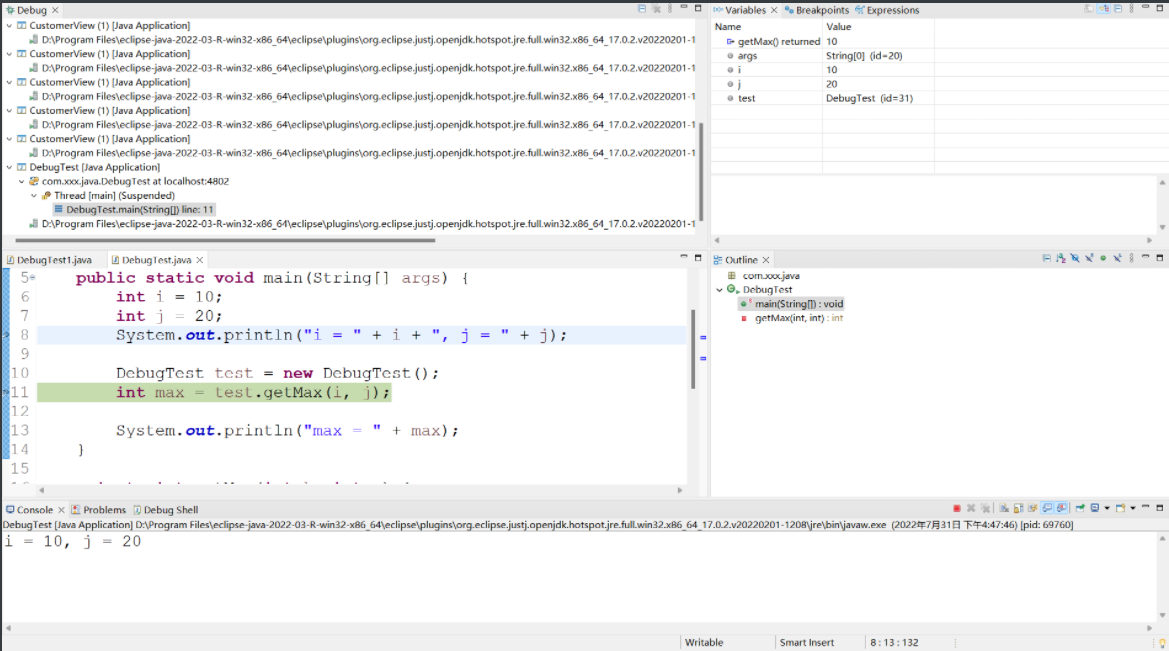 Debug
CustomerView (1) [Java Application]
D:\Program Files\eclipse-java-2022-03-R-win32-x86_64\eclipse\plugins\org.eclipse.justj.openjdk.hotspot.jre.full.win32.x86_64_17.0.2.v20220201-1
CustomerView (1) [Java Application]
D:\Program Files\eclipse-java-2022-03-R-win32-x86_64\eclipse\plugins\org.eclipse.justj.openjdk.hotspot.jre.full.win32.x86_64_17.0.2.v20220201-1
CustomerView (1) [Java Application]
D:\Program Files\eclipse-java-2022-03-R-win32-x86_64\eclipse\plugins\org.eclipse.justj.openjdk.hotspot.jre.full.win32.x86_64_17.0.2.v20220201-1
CustomerView (1) [Java Application]
D:\Program Files\eclipse-java-2022-03-R-win32-x86_64\eclipse\plugins\org.eclipse.justj.openjdk.hotspot.jre.full.win32.x86_64_17.0.2.v20220201-1
CustomerView (1) [Java Application]
D:\Program Files\eclipse-java-2022-03-R-win32-x86_64\eclipse\plugins\org.eclipse.justj.openjdk.hotspot.jre.full.win32.x86_64_17.0.2.v20220201-1
DebugTest [Java Application]
com.xxx.java.DebugTest at localhost:4802
Thread [main] (Suspended)
DebugTest.main(String[]) line: 11
D:\Program Files\eclipse-java-2022-03-R-win32-x86_64\eclipse\plugins\org.eclipse.justj.openjdk.hotspot.jre.full.win32.x86_64_17.0.2.v20220201-1
Variables Breakpoints Expressions
Name Value
getMax() returned 10
args String[0] (id=20)
i 10
j 20
test DebugTest (id=31)
DebugTest1.java DebugTest.java
5 public static void main(String[] args) {
6 int i = 10;
7 int j = 20;
8 System.out.println("i = " + i + ", j = " + j);
9
10 DebugTest test = new DebugTest();
11 int max = test.getMax(i, j);
12
13 System.out.println("max = " + max);
14 }
15
Outline
com.xxx.java
DebugTest
main(String[]) : void
getMax(int, int) : int
Console Problems Debug Shell
DebugTest [Java Application] D:\Program Files\eclipse-java-2022-03-R-win32-x86_64\eclipse\plugins\org.eclipse.justj.openjdk.hotspot.jre.full.win32.x86_64_17.0.2.v20220201-1208\jre\bin\javaw.exe (2022年7月31日 下午4:47:46) [pid: 69760]
i = 10, j = 20
Writable Smart Insert 8 : 13 : 132